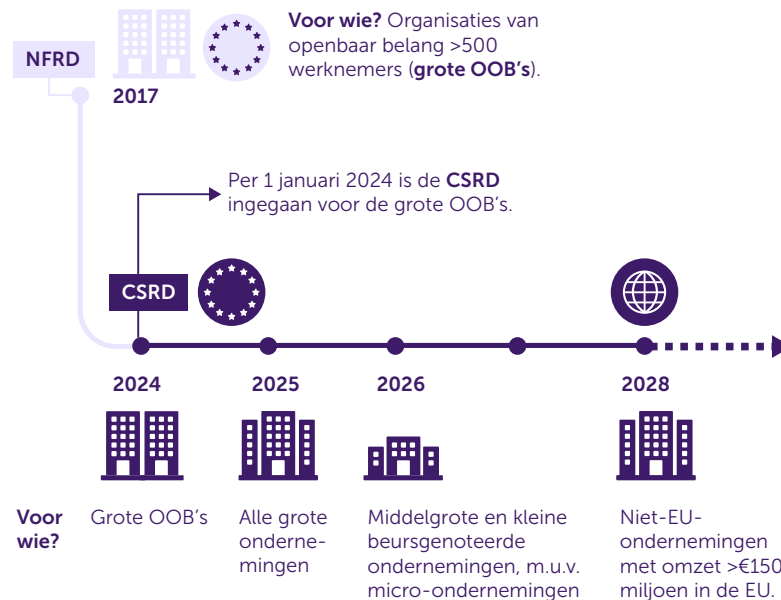 Voor wie? Organisaties van
openbaar belang >500
werknemers (grote OOB's).
NFRD
2017
Per 1 januari 2024 is de CSRD
ingegaan voor de grote OOB's.
CSRD
2024
2025
2026
2028
Voor
wie?
Grote OOB's
Alle grote
onderne-
mingen
Middelgrote en kleine
beursgenoteerde
ondernemingen, m.u.v.
micro-ondernemingen
Niet-EU-
ondernemingen
met omzet >€150
miljoen in de EU.